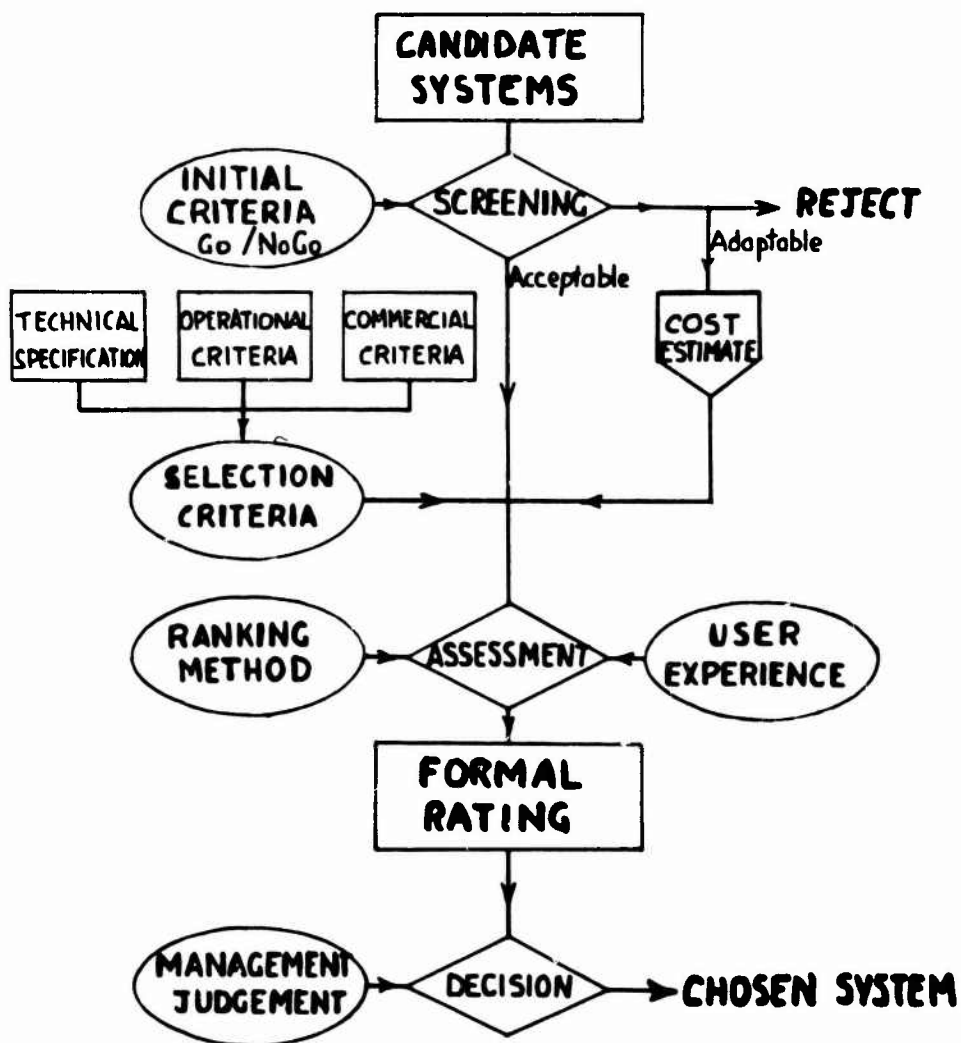 CANDIDATE
SYSTEMS
INITIAL
CRITERIA
Go /NoGo
SCREENING
REJECT
Adaptable
Acceptable
TECHNICAL
SPECIFICATION
OPERATIONAL
CRITERIA
COMMERCIAL
CRITERIA
COST
ESTIMATE
SELECTION
CRITERIA
RANKING
METHOD
ASSESSMENT
USER
EXPERIENCE
FORMAL
RATING
MANAGEMENT
JUDGEMENT
DECISION
CHOSEN SYSTEM